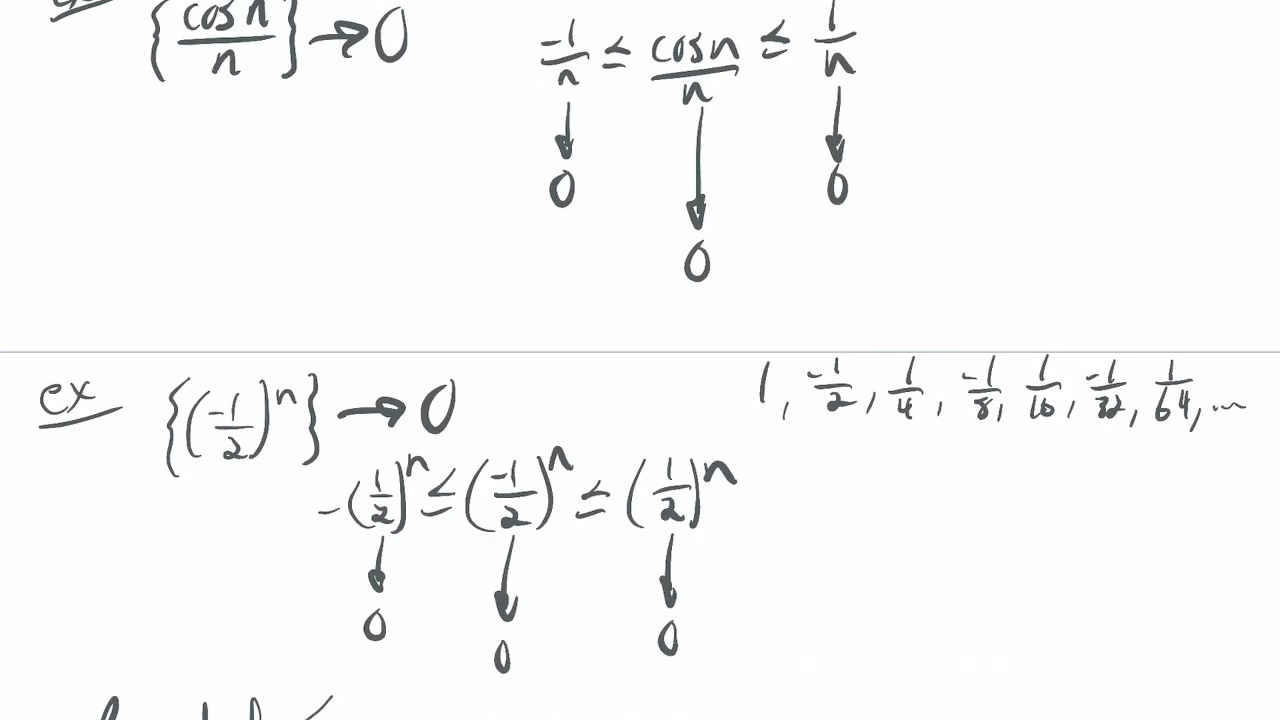 {cos n / n} → 0    -1/n ≤ cos n / n ≤ 1/n
0 0
0
ex {(-1/2)^n} → 0    1, -1/2, 1/4, -1/8, 1/16, -1/32, 1/64, ...
-(1/2)^n ≤ (-1/2)^n ≤ (1/2)^n
0 0 0